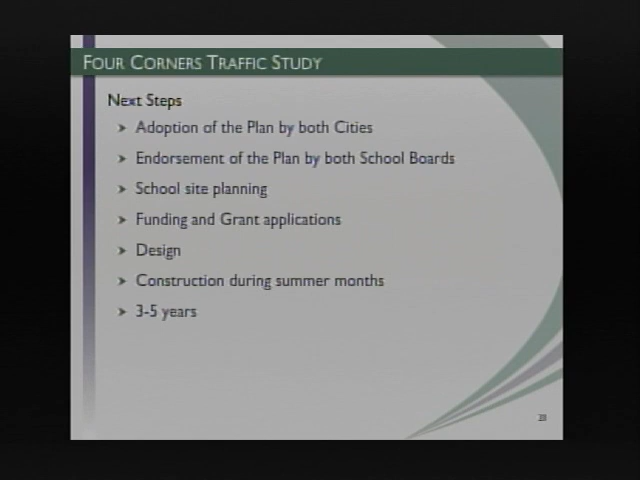 FOUR CORNERS TRAFFIC STUDY
Next Steps
Adoption of the Plan by both Cities
Endorsement of the Plan by both School Boards
School site planning
Funding and Grant applications
Design
Construction during summer months
3-5 years